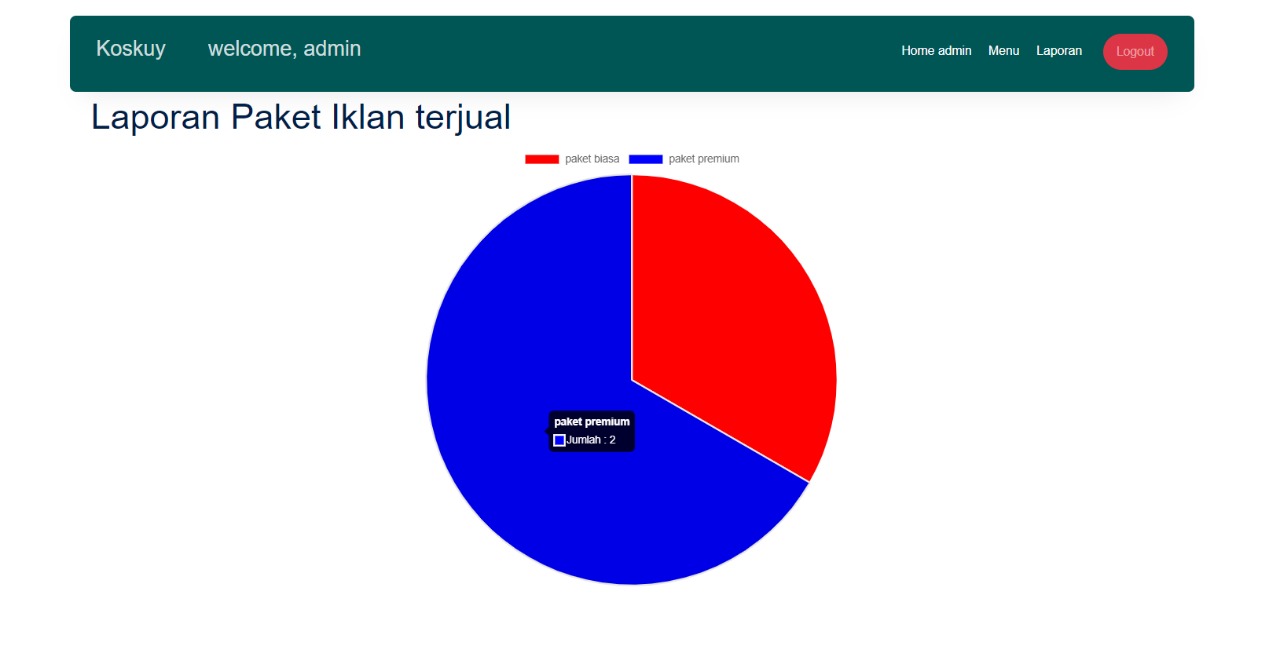 Koskuy welcome, admin Home admin Menu Laporan Logout
Laporan Paket Iklan terjual
paket biasa paket premium
paket premium
Jumlah : 2